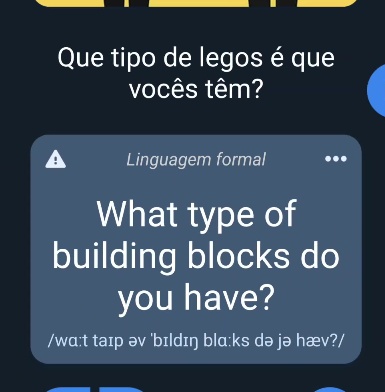 Que tipo de legos é que
vocês têm?
Linguagem formal
What type of
building blocks do
you have?
/wɑːt taɪp əv ˈbɪldɪŋ blɑːks də jə hæv?/